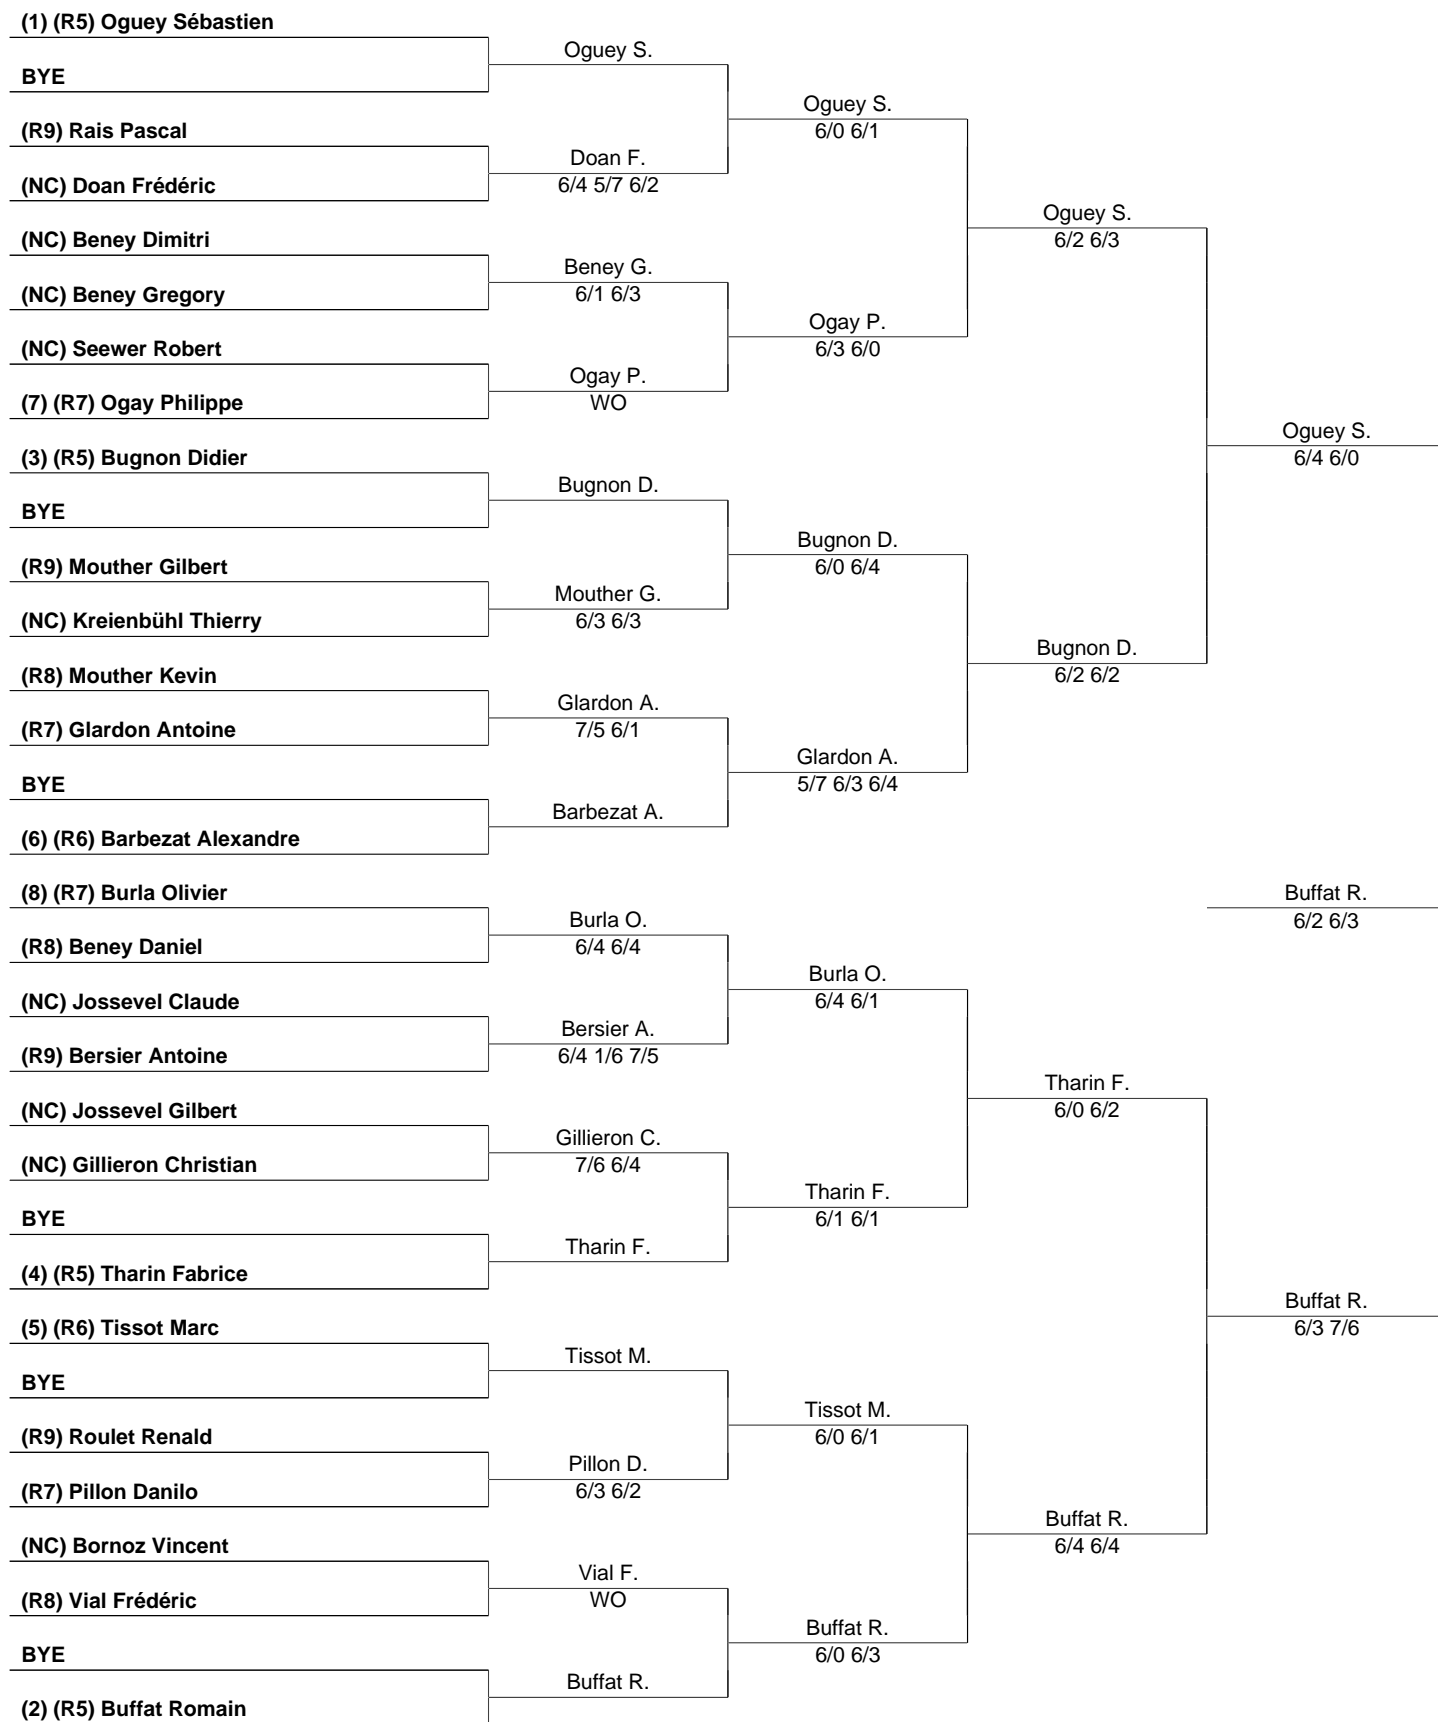 (1) (R5) Oguey Sébastien
Oguey S.
BYE
Oguey S.
6/0 6/1
(R9) Rais Pascal
Doan F.
6/4 5/7 6/2
(NC) Doan Frédéric
Oguey S.
6/2 6/3
(NC) Beney Dimitri
Beney G.
6/1 6/3
(NC) Beney Gregory
Ogay P.
6/3 6/0
(NC) Seewer Robert
Ogay P.
WO
(7) (R7) Ogay Philippe
Oguey S.
6/4 6/0
(3) (R5) Bugnon Didier
Bugnon D.
BYE
Bugnon D.
6/0 6/4
(R9) Mouther Gilbert
Mouther G.
6/3 6/3
(NC) Kreienbühl Thierry
Bugnon D.
6/2 6/2
(R8) Mouther Kevin
Glardon A.
7/5 6/1
(R7) Glardon Antoine
Glardon A.
5/7 6/3 6/4
BYE
Barbezat A.
(6) (R6) Barbezat Alexandre
(8) (R7) Burla Olivier
Buffat R.
6/2 6/3
Burla O.
6/4 6/4
(R8) Beney Daniel
Burla O.
6/4 6/1
(NC) Jossevel Claude
Bersier A.
6/4 1/6 7/5
(R9) Bersier Antoine
Tharin F.
6/0 6/2
(NC) Jossevel Gilbert
Gillieron C.
7/6 6/4
(NC) Gillieron Christian
Tharin F.
6/1 6/1
BYE
Tharin F.
(4) (R5) Tharin Fabrice
Buffat R.
6/3 7/6
(5) (R6) Tissot Marc
Tissot M.
BYE
Tissot M.
6/0 6/1
(R9) Roulet Renald
Pillon D.
6/3 6/2
(R7) Pillon Danilo
Buffat R.
6/4 6/4
(NC) Bornoz Vincent
Vial F.
WO
(R8) Vial Frédéric
Buffat R.
6/0 6/3
BYE
Buffat R.
(2) (R5) Buffat Romain